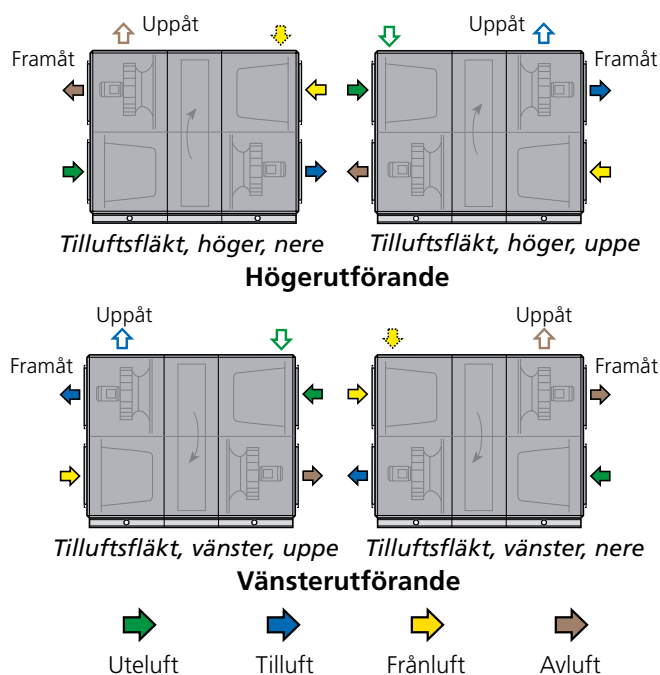 Uppåt Uppåt
Framåt Framåt
Tilluftsfläkt, höger, nere Tilluftsfläkt, höger, uppe
Högerutförande
Uppåt Uppåt
Framåt Framåt
Tilluftsfläkt, vänster, uppe Tilluftsfläkt, vänster, nere
Vänsterutförande
Uteluft Tilluft Frånluft Avluft